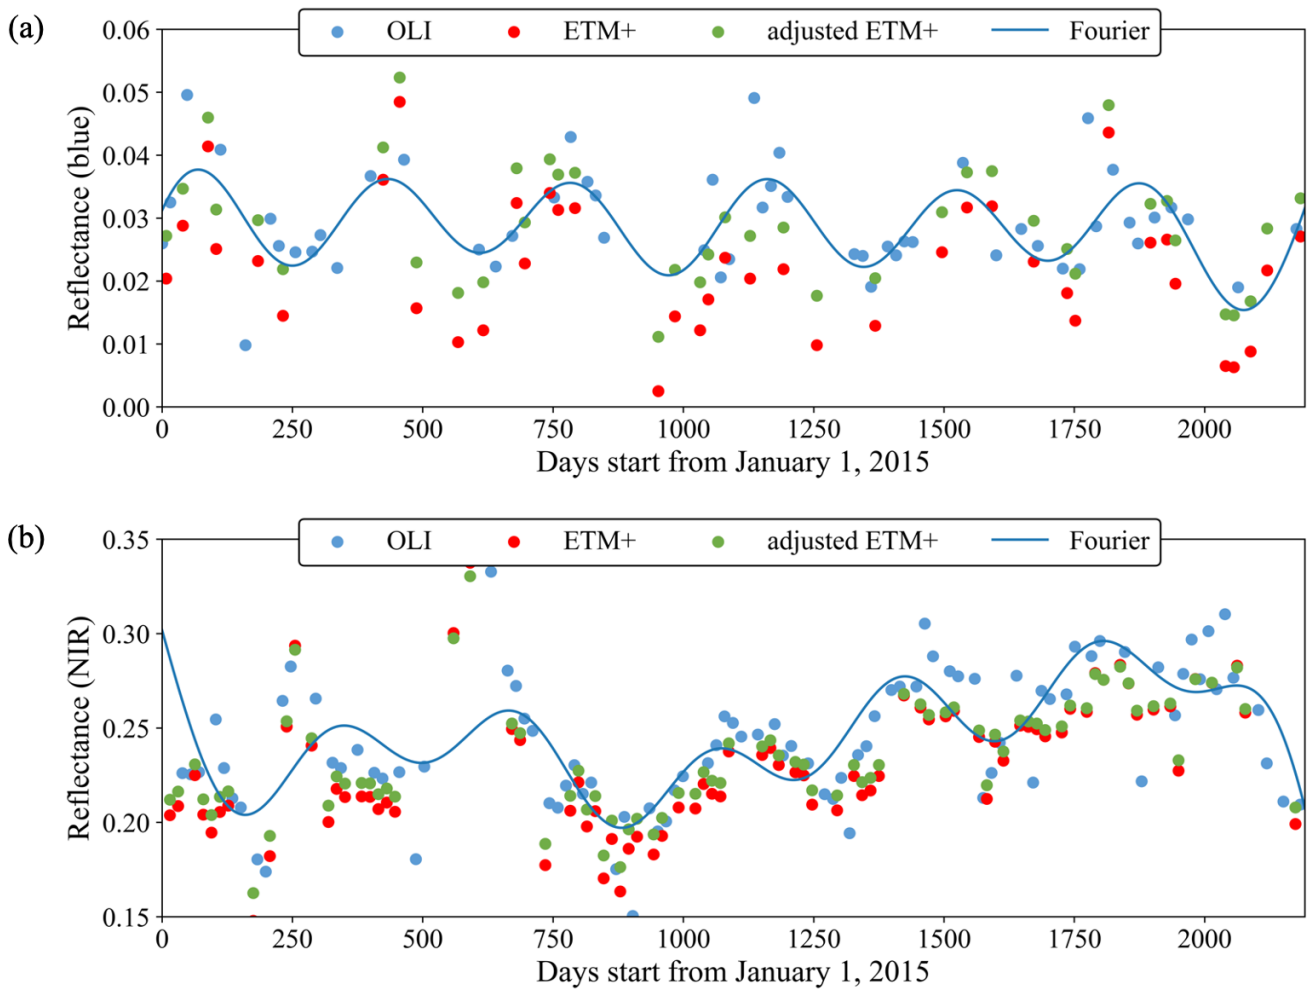 (a)
OLI ETM+ adjusted ETM+ Fourier
Reflectance (blue)
0.06
0.05
0.04
0.03
0.02
0.01
0.00
0 250 500 750 1000 1250 1500 1750 2000
Days start from January 1, 2015
(b)
OLI ETM+ adjusted ETM+ Fourier
Reflectance (NIR)
0.35
0.30
0.25
0.20
0.15
0 250 500 750 1000 1250 1500 1750 2000
Days start from January 1, 2015